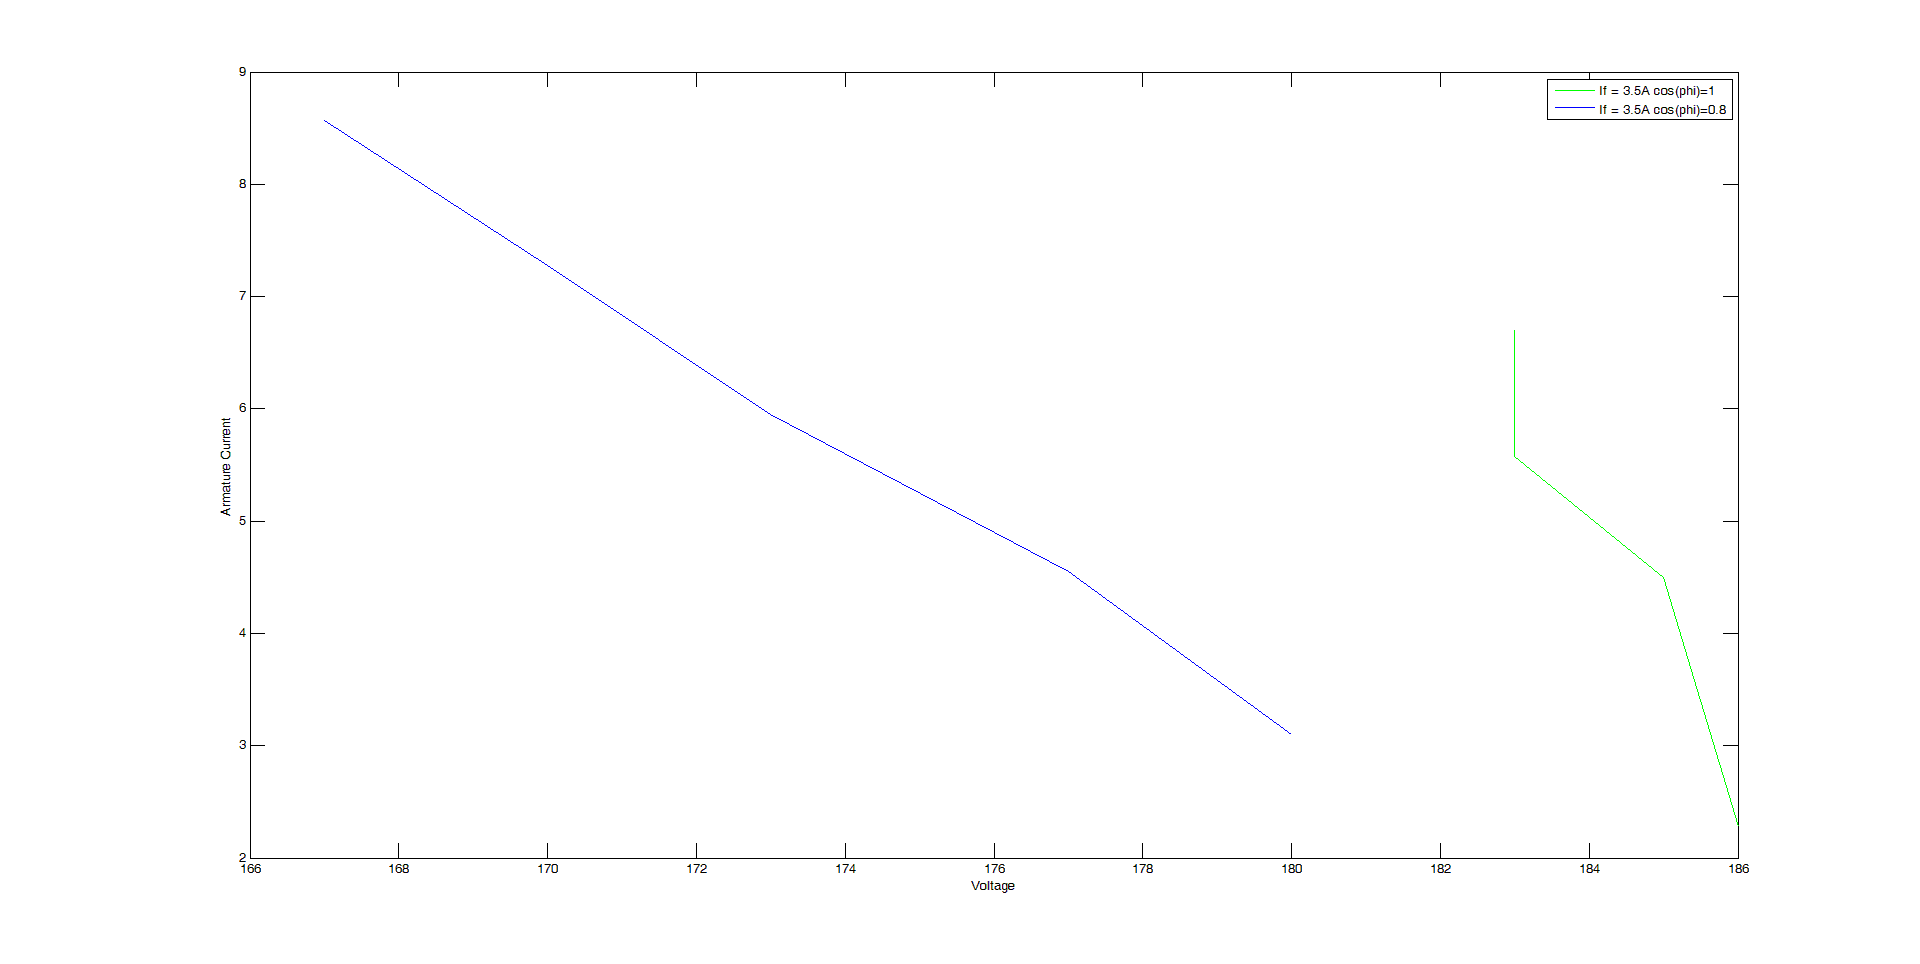 If = 3.5A cos(phi)=1
If = 3.5A cos(phi)=0.8
9
8
7
6
5
4
3
2
Armature Current
166 168 170 172 174 176 178 180 182 184 186
Voltage